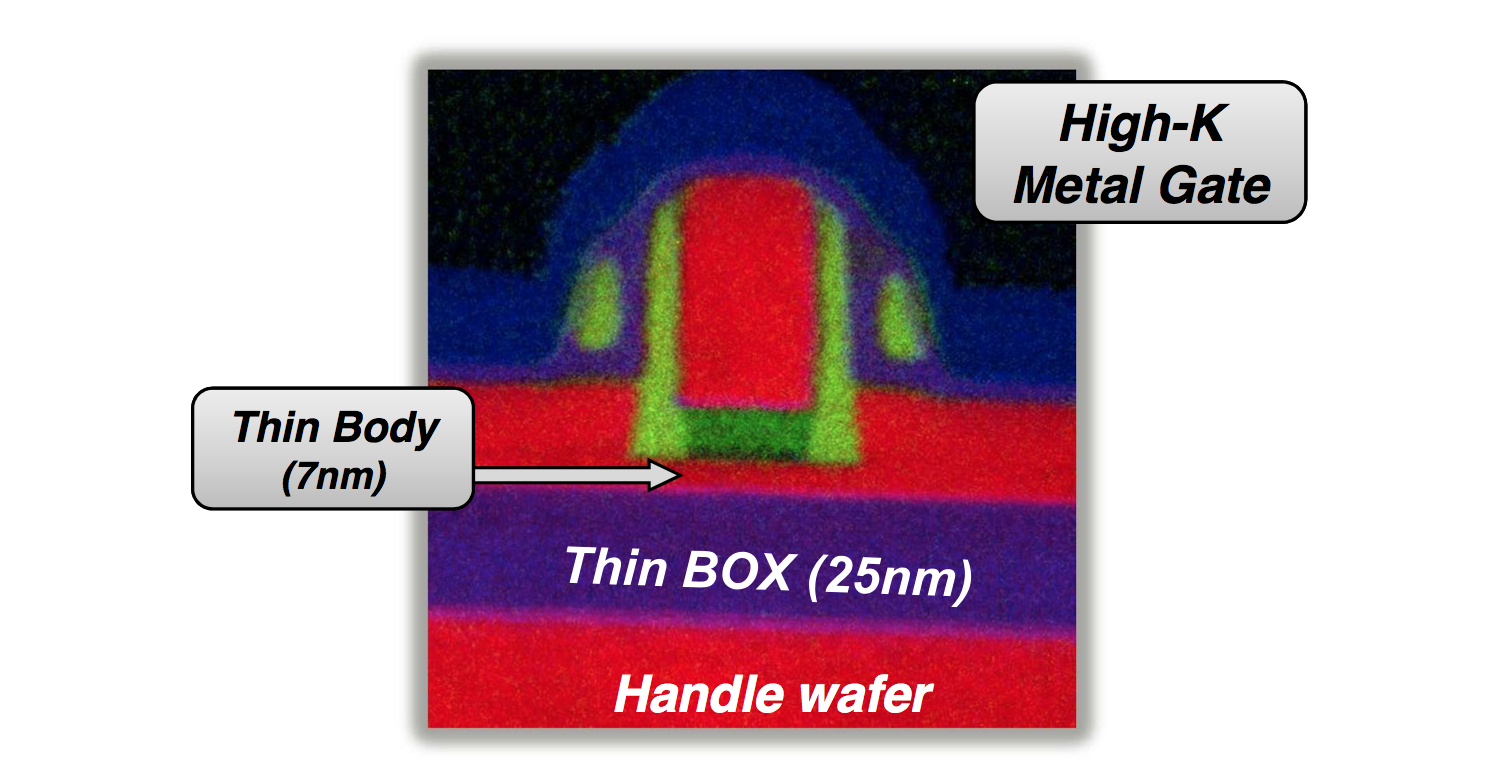 High-K
Metal Gate
Thin Body
(7nm)
Thin BOX (25nm)
Handle wafer